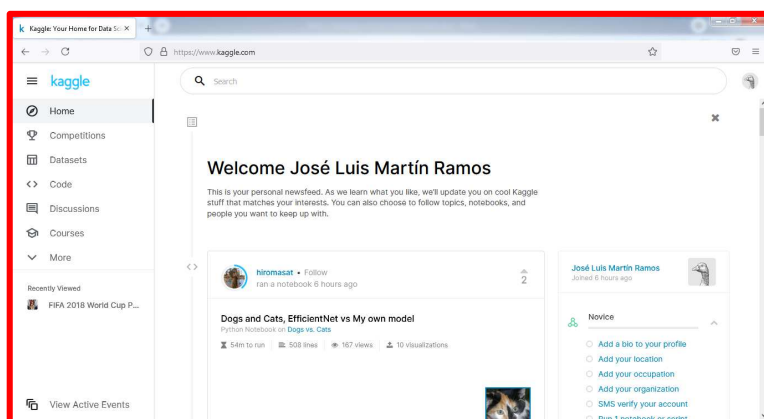 k Kaggle: Your Home for Data Sc
https://www.kaggle.com
kaggle
Search
Home
Competitions
Datasets
Code
Discussions
Courses
More
Recently Viewed
FIFA 2018 World Cup P...
View Active Events
Welcome José Luis Martín Ramos
This is your personal newsfeed. As we learn what you like, we'll update you on cool Kaggle
stuff that matches your interests. You can also choose to follow topics, notebooks, and
people you want to keep up with.
hiromasat • Follow
ran a notebook 6 hours ago
2
Dogs and Cats, EfficientNet vs My own model
Python Notebook on Dogs vs. Cats
54m to run 508 lines 167 views 10 visualizations
José Luis Martín Ramos
Joined 6 hours ago
Novice
Add a bio to your profile
Add your location
Add your occupation
Add your organization
SMS verify your account
Run 1 notebook or script